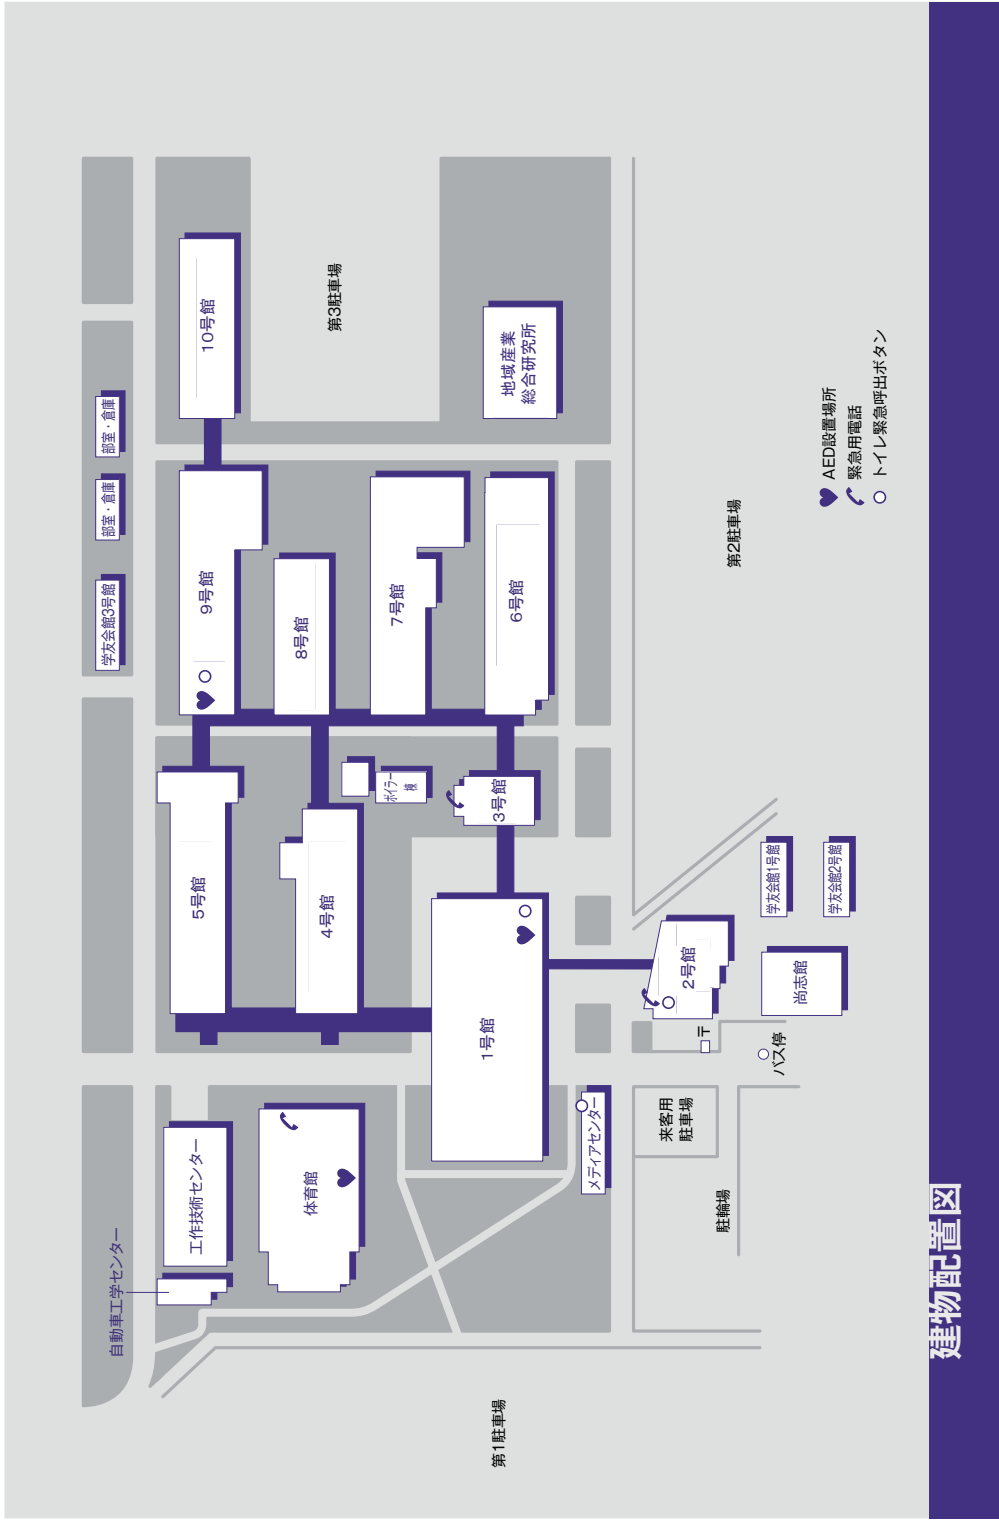 建物配置図
自動車工学センター
工作技術センター
体育館
5号館
4号館
ボイラー
棟
3号館
1号館
メディアセンター
学友会館3号館
部室・倉庫
部室・倉庫
9号館
10号館
8号館
7号館
6号館
第3駐車場
地域産業
総合研究所
第1駐車場
駐輪場
来客用
駐車場
〒
バス停
2号館
尚志館
学友会館1号館
学友会館2号館
第2駐車場
AED設置場所
緊急用電話
トイレ緊急呼出ボタン